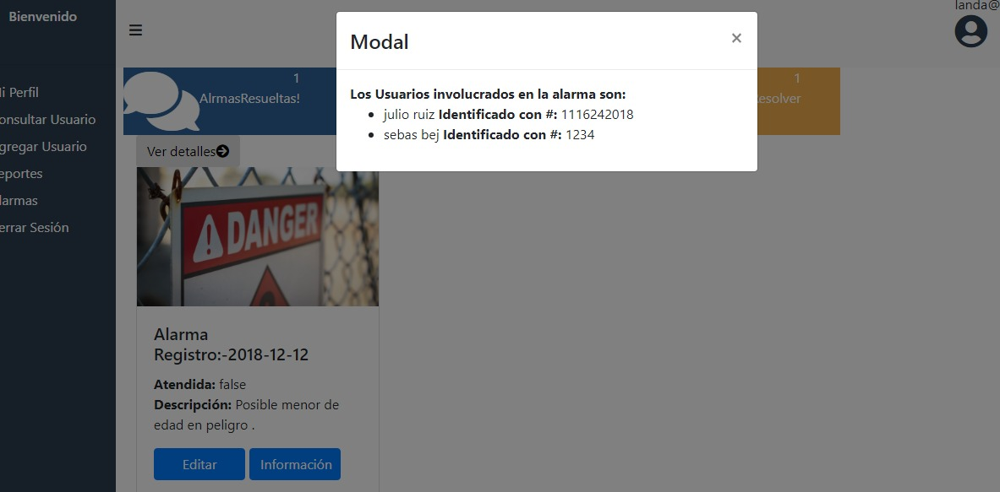 Bienvenido
i Perfil
onsultar Usuario
gregar Usuario
eportes
larmas
errar Sesión
landa@
1
AlrmasResueltas!
1
esolver
Ver detalles
Modal
×
Los Usuarios involucrados en la alarma son:
julio ruiz Identificado con #: 1116242018
sebas bej Identificado con #: 1234
DANGER
Alarma
Registro:-2018-12-12
Atendida: false
Descripción: Posible menor de
edad en peligro .
Editar
Información